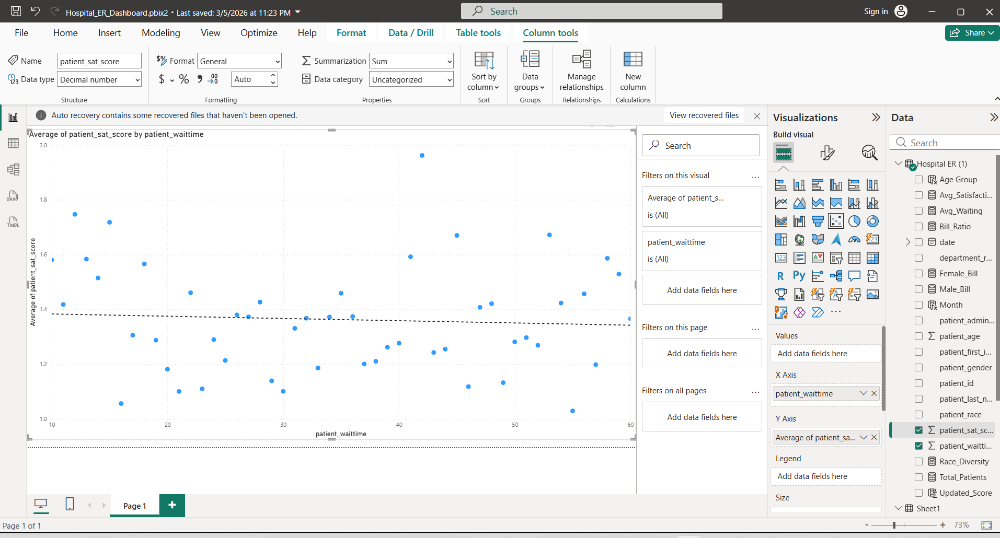 Hospital_ER_Dashboard.pbix2 • Last saved: 3/5/2026 at 11:23 PM
Search
Sign in
File Home Insert Modeling View Optimize Help Format Data / Drill Table tools Column tools
Share
Name patient_sat_score
Data type Decimal number
Structure
Format General
$ % Auto
Formatting
Summarization Sum
Data category Uncategorized
Properties
Sort by column
Sort
Data groups
Groups
Manage relationships
Relationships
New column
Calculations
Auto recovery contains some recovered files that haven't been opened.
View recovered files
DAX
TMDL
Average of patient_sat_score by patient_waittime
Average of patient_sat_score
2.0
1.8
1.6
1.4
1.2
1.0
10 20 30 40 50 60
patient_waittime
Search
Filters on this visual ...
Average of patient_s...
is (All)
patient_waittime
is (All)
Add data fields here
Filters on this page ...
Add data fields here
Filters on all pages ...
Add data fields here
Visualizations
Build visual
123
123
R Py
...
Values
Add data fields here
X Axis
patient_waittime
Y Axis
Average of patient_sa...
Legend
Add data fields here
Size
Data
Search
Hospital ER (1)
Age Group
Avg_Satisfacti...
Avg_Waiting
Bill_Ratio
date
department_r...
Female_Bill
Male_Bill
Month
patient_admin...
patient_age
patient_first_i...
patient_gender
patient_id
patient_last_n...
patient_race
patient_sat_sc...
patient_waitti...
Race_Diversity
Total_Patients
Updated_Score
Sheet1
Page 1
Page 1 of 1
- + 73%